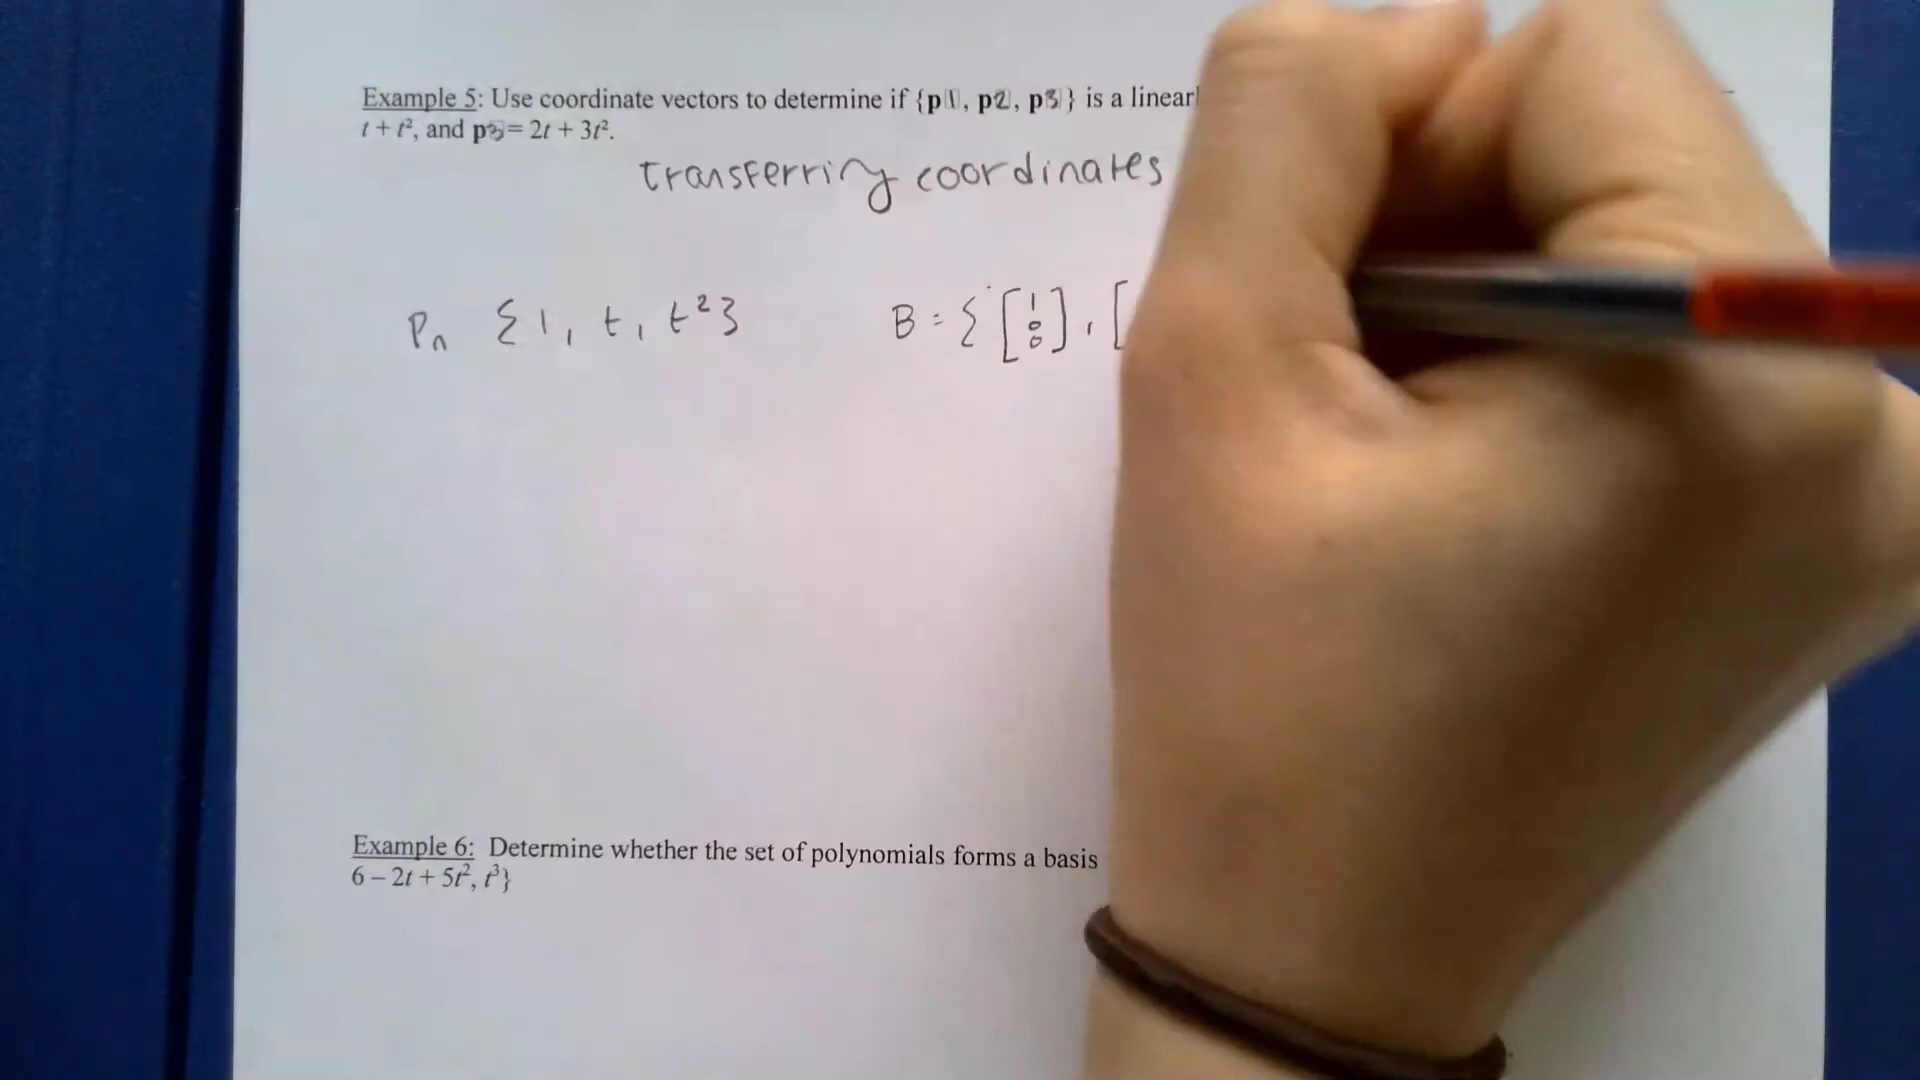 Example 5: Use coordinate vectors to determine if {p1, p2, p3} is a linearl
t + t², and p3 = 2t + 3t².
transferring coordinates
Pn {1, t, t²} B = { [1 0 0], [
Example 6: Determine whether the set of polynomials forms a basis
6 – 2t + 5t², t³}